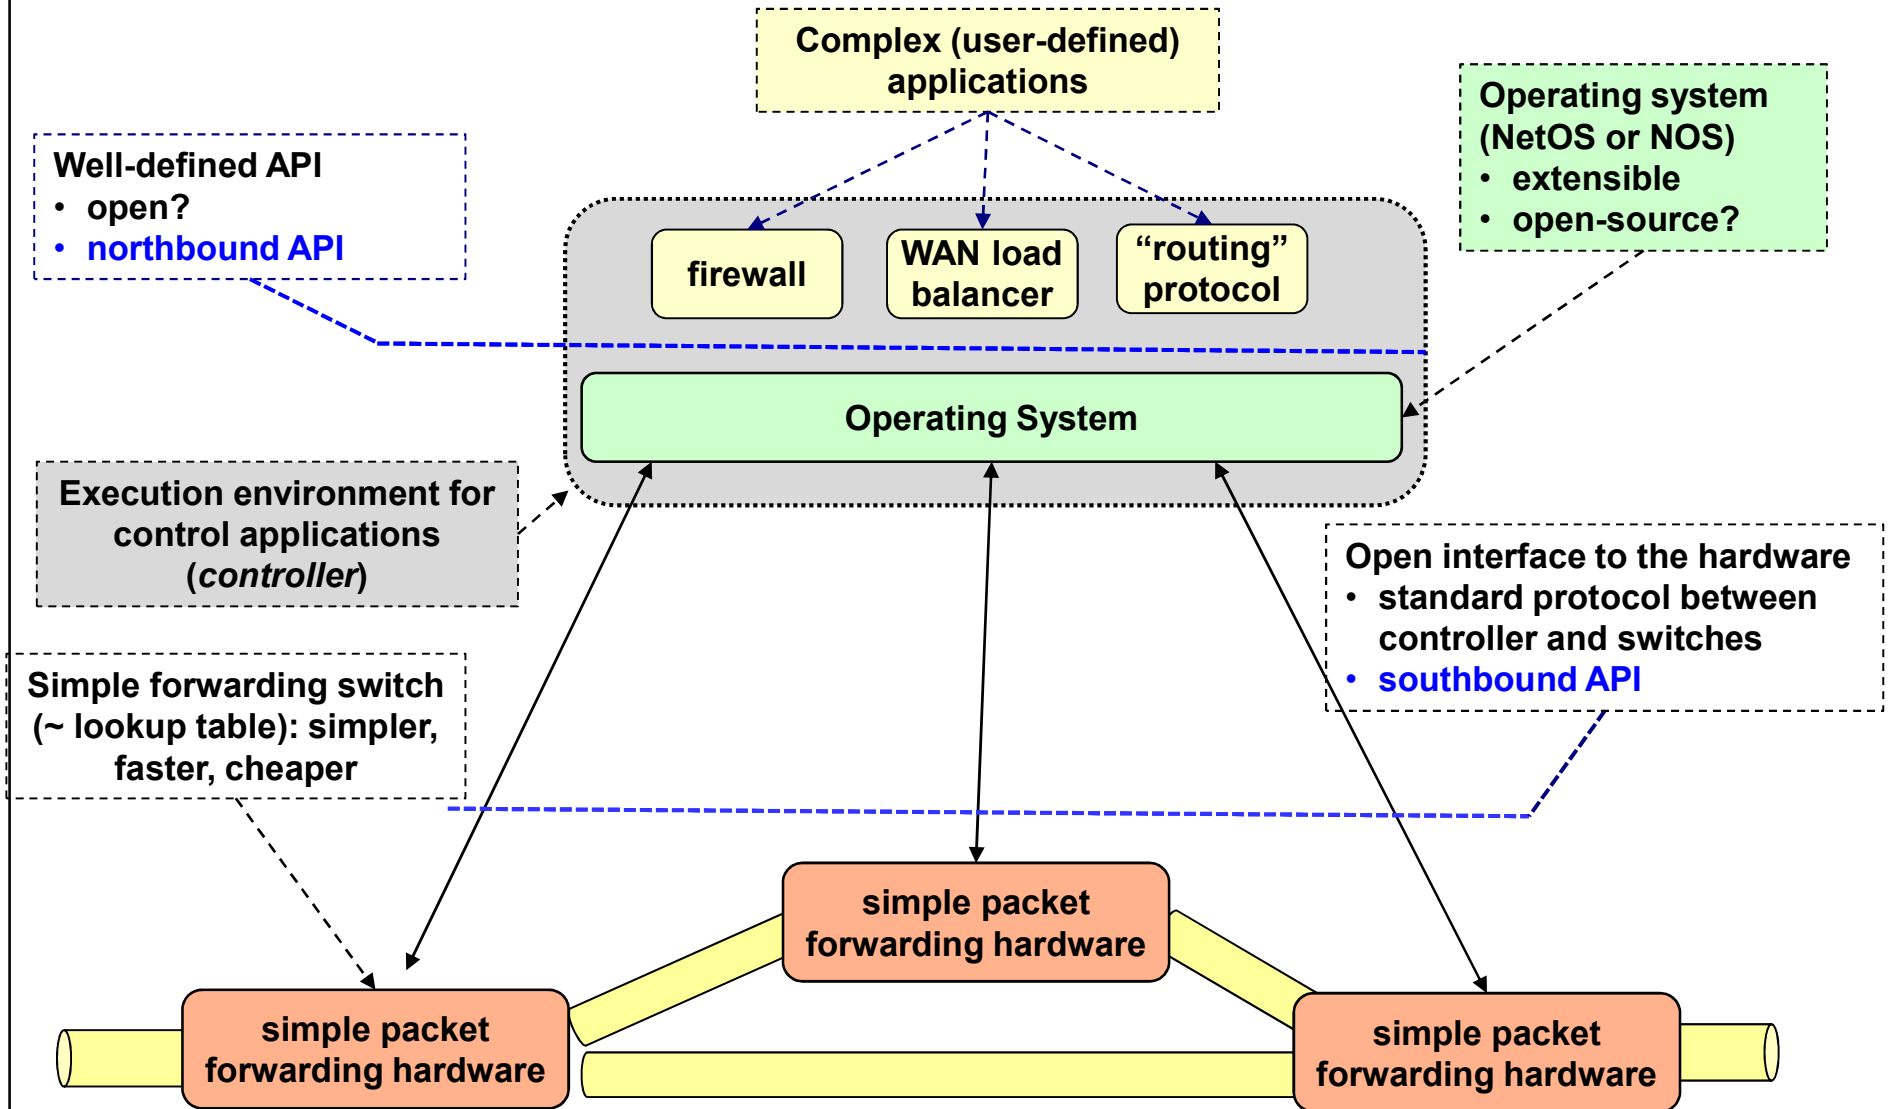 Complex (user-defined)
applications
Operating system
(NetOS or NOS)
• extensible
• open-source?
Well-defined API
• open?
• northbound API
firewall
WAN load
balancer
“routing”
protocol
Operating System
Execution environment for
control applications
(controller)
Open interface to the hardware
• standard protocol between
controller and switches
• southbound API
Simple forwarding switch
(~ lookup table): simpler,
faster, cheaper
simple packet
forwarding hardware
simple packet
forwarding hardware
simple packet
forwarding hardware